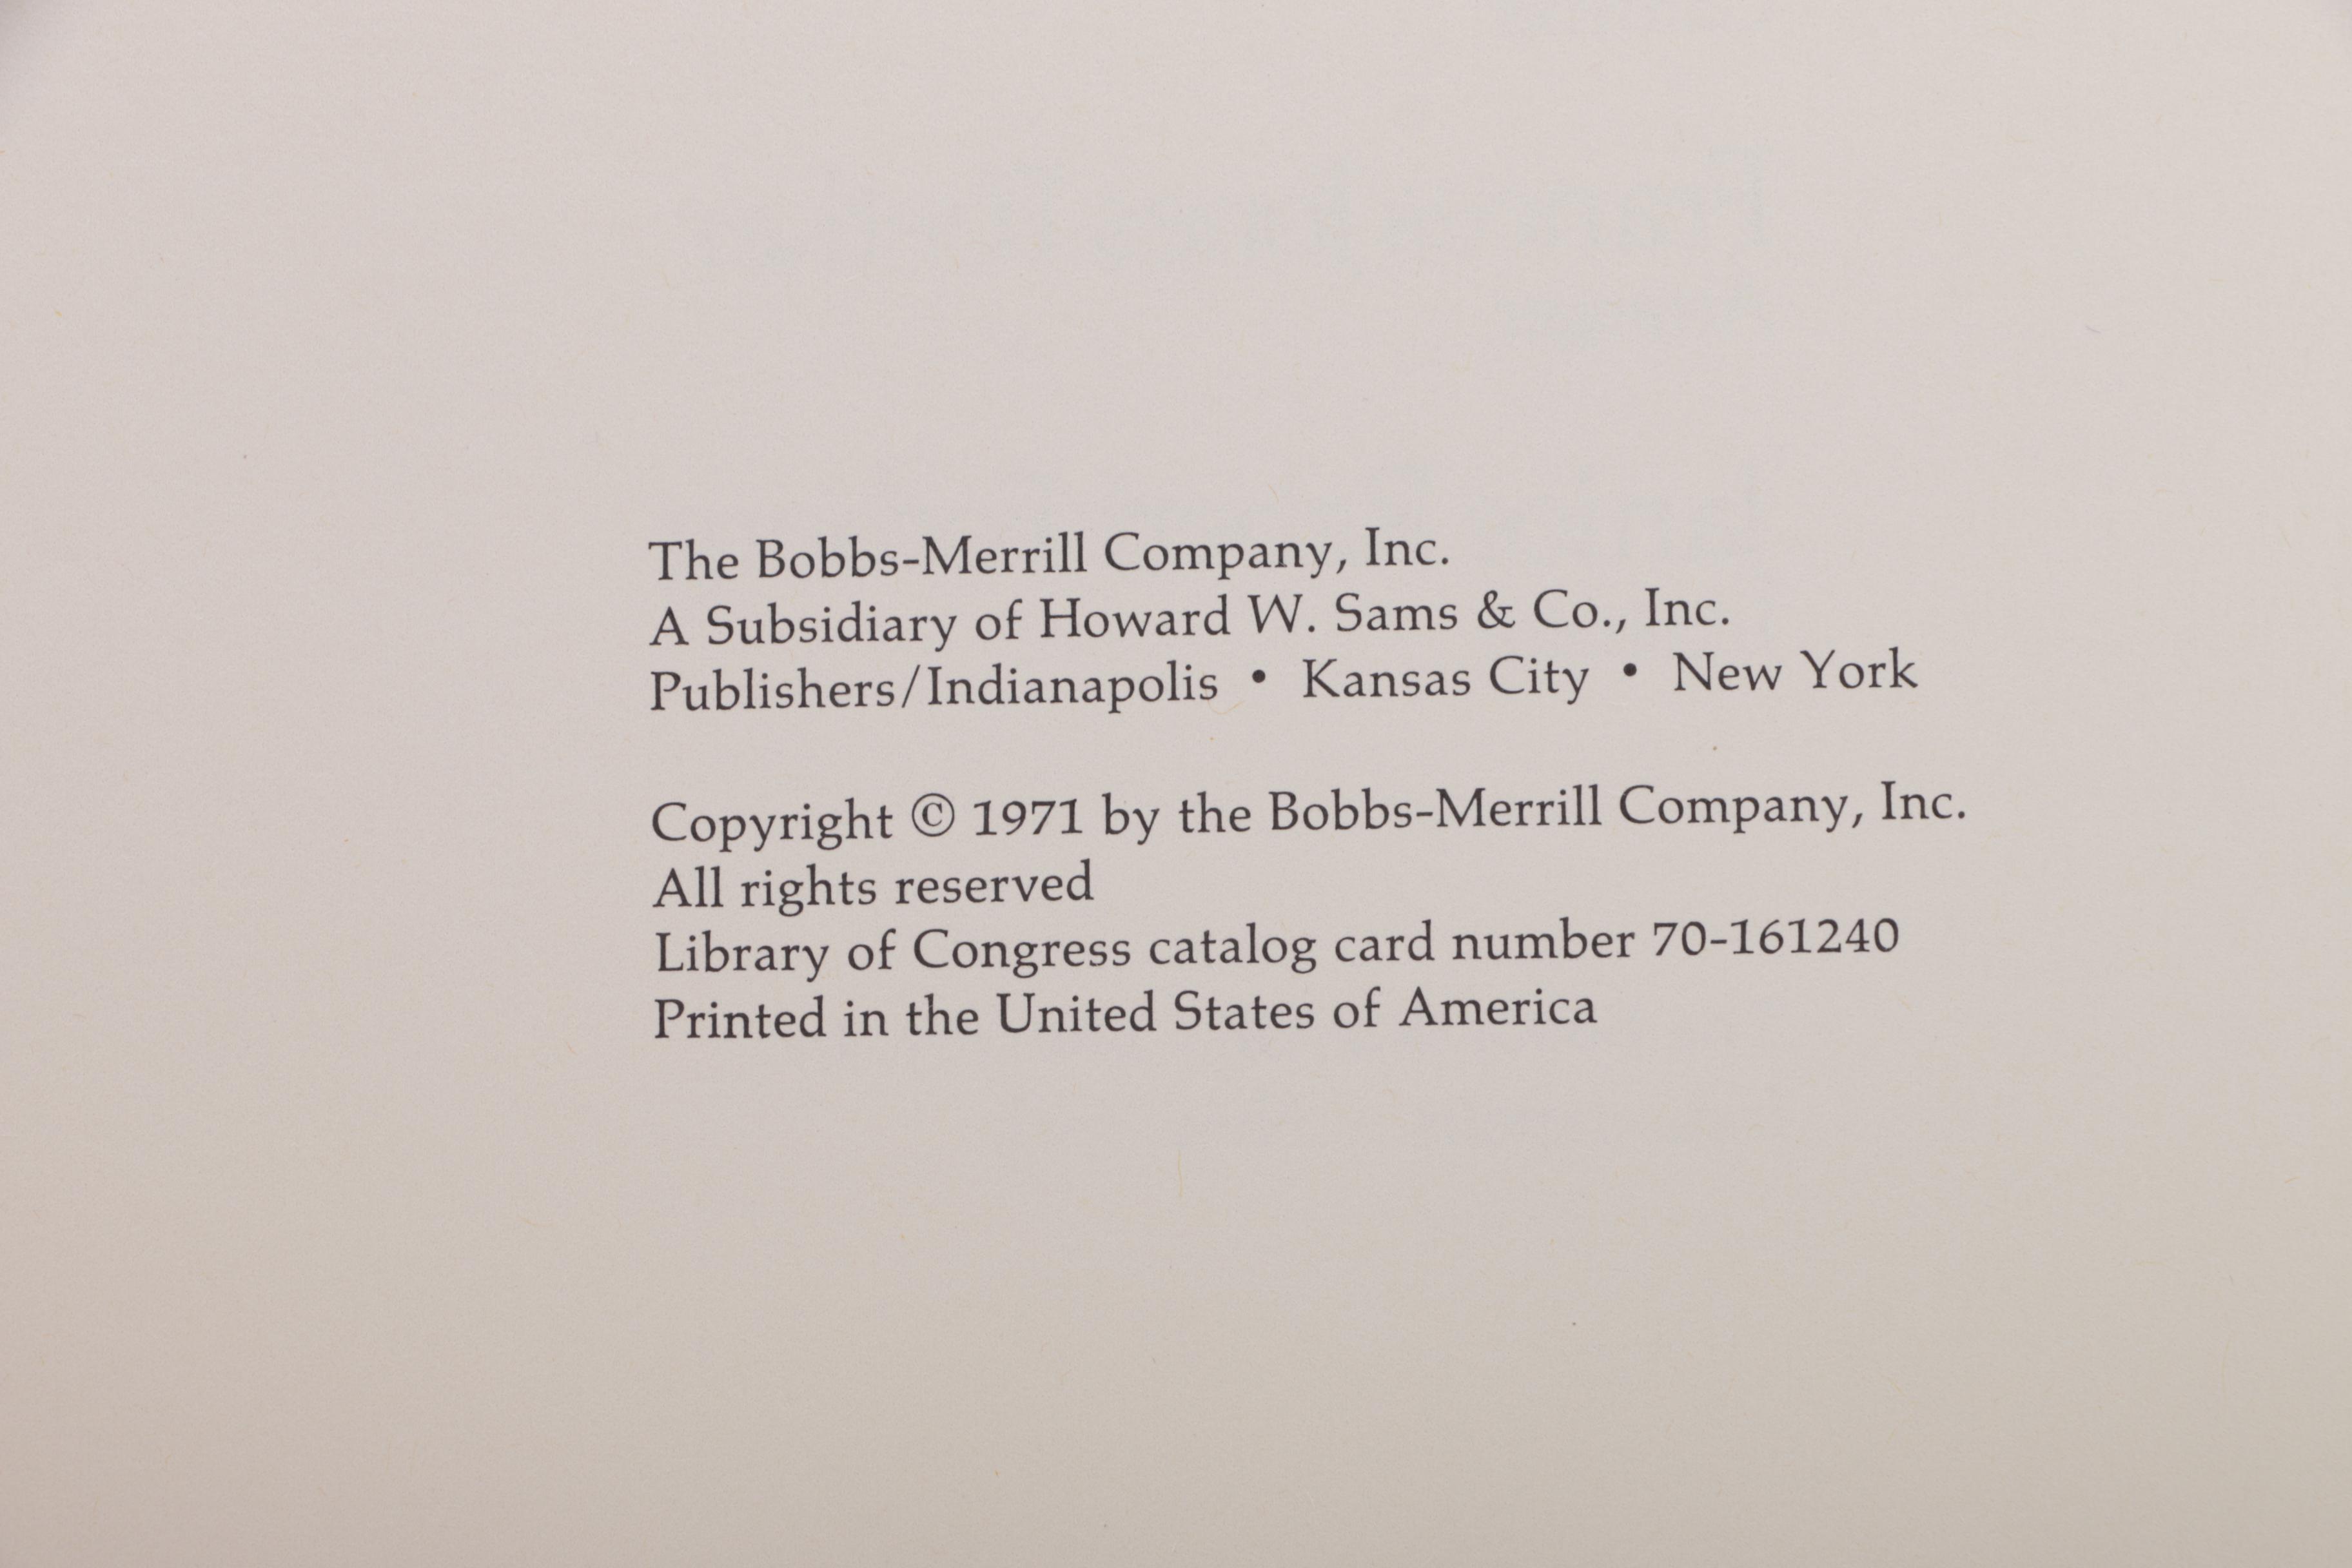 The Bobbs-Merrill Company, Inc.
A Subsidiary of Howard W. Sams & Co., Inc.
Publishers/Indianapolis • Kansas City • New York
Copyright © 1971 by the Bobbs-Merrill Company, Inc.
All rights reserved
Library of Congress catalog card number 70-161240
Printed in the United States of America